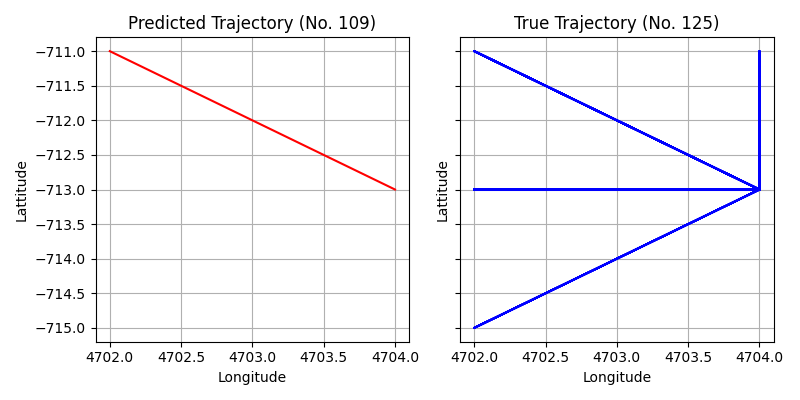 Predicted Trajectory (No. 109)
True Trajectory (No. 125)
−711.0
−711.5
−712.0
−712.5
−713.0
−713.5
−714.0
−714.5
−715.0
Lattitude
Lattitude
4702.0 4702.5 4703.0 4703.5 4704.0
4702.0 4702.5 4703.0 4703.5 4704.0
Longitude
Longitude